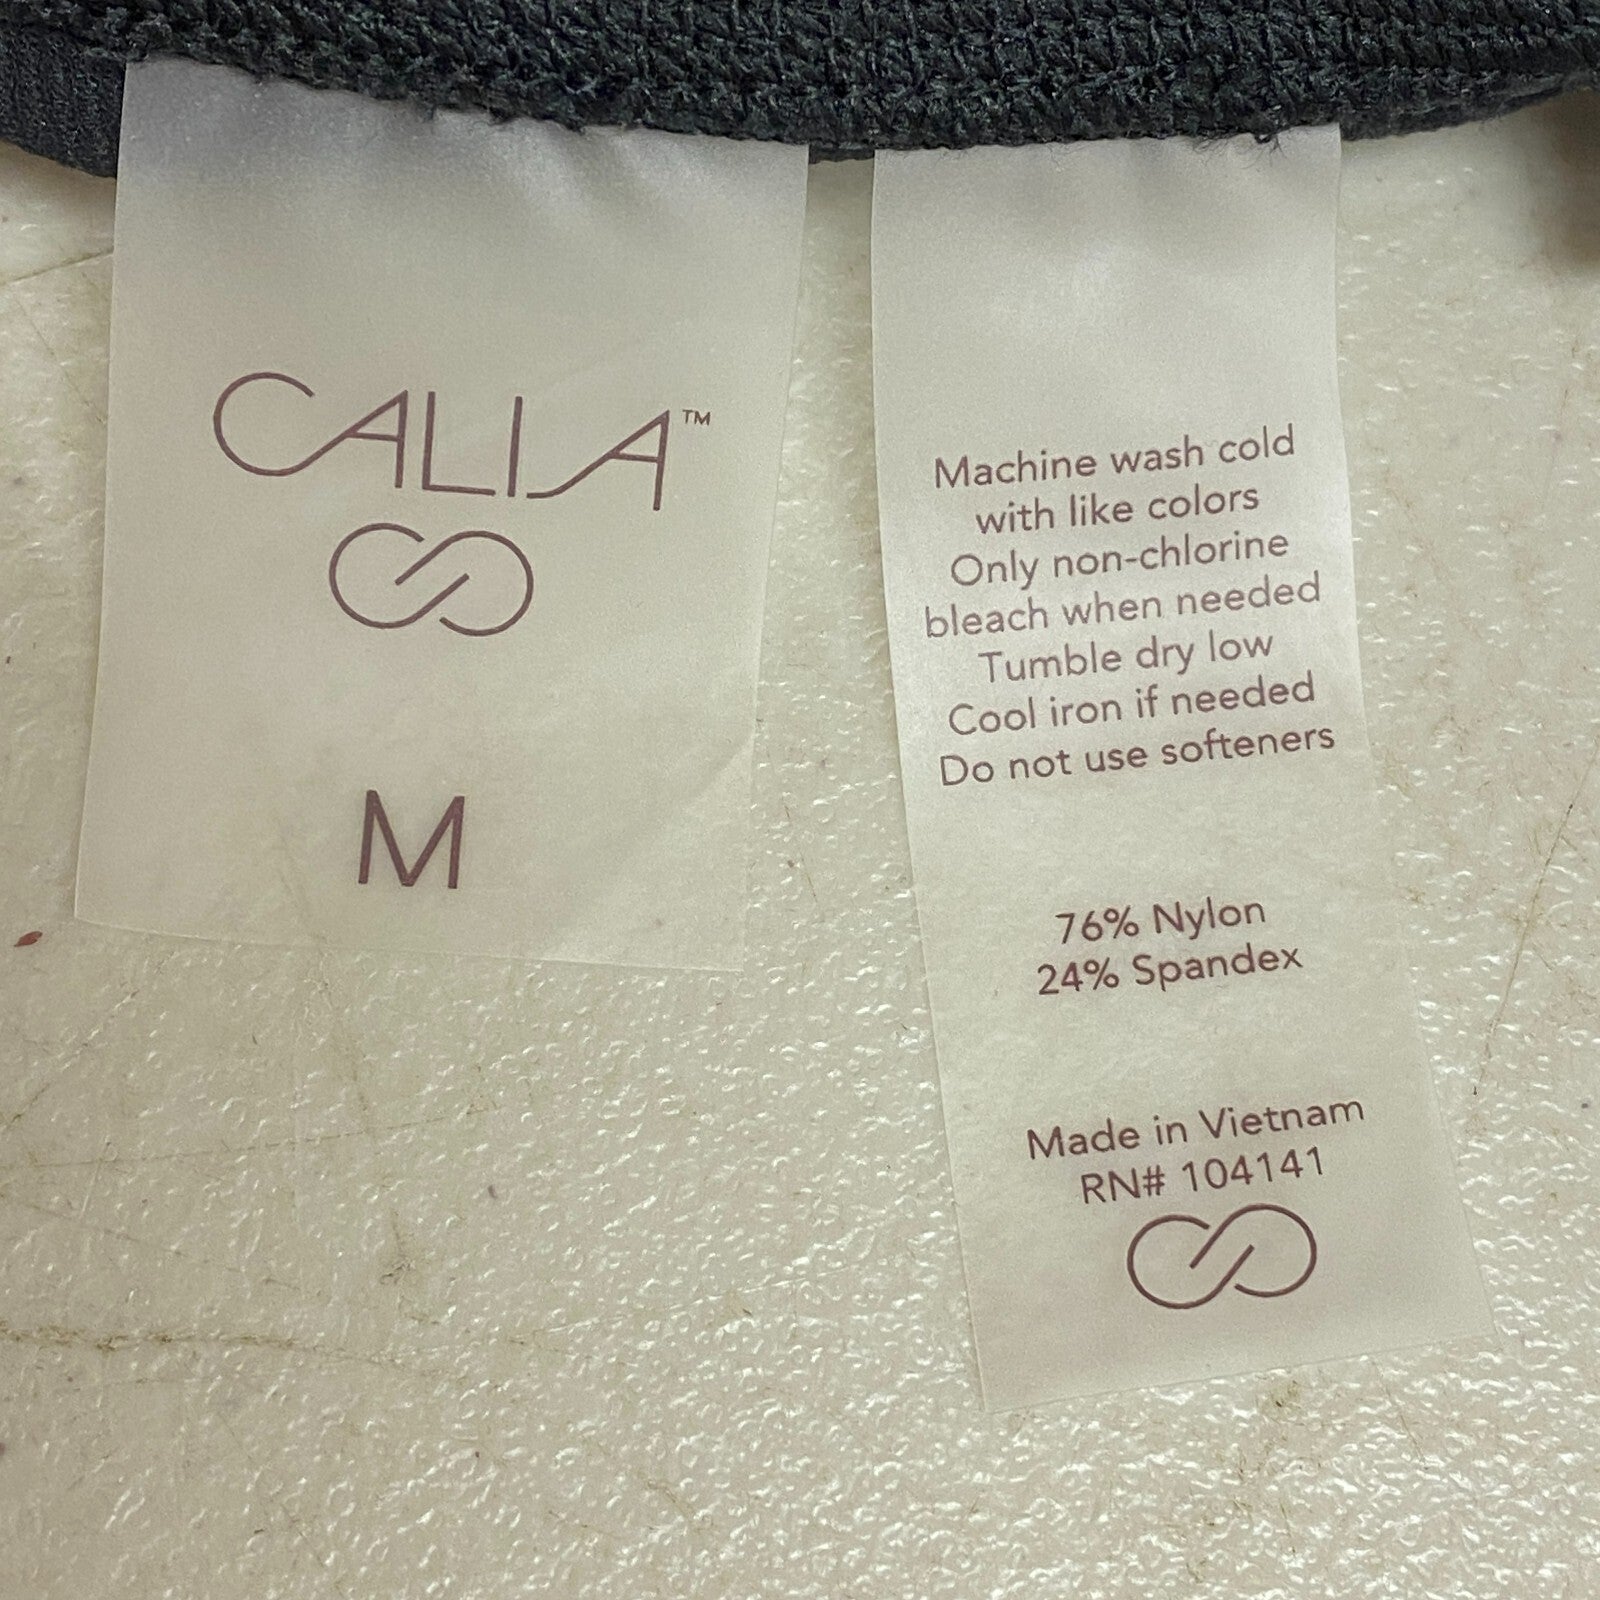 CALIA™
M
Machine wash cold
with like colors
Only non-chlorine
bleach when needed
Tumble dry low
Cool iron if needed
Do not use softeners
76% Nylon
24% Spandex
Made in Vietnam
RN# 104141